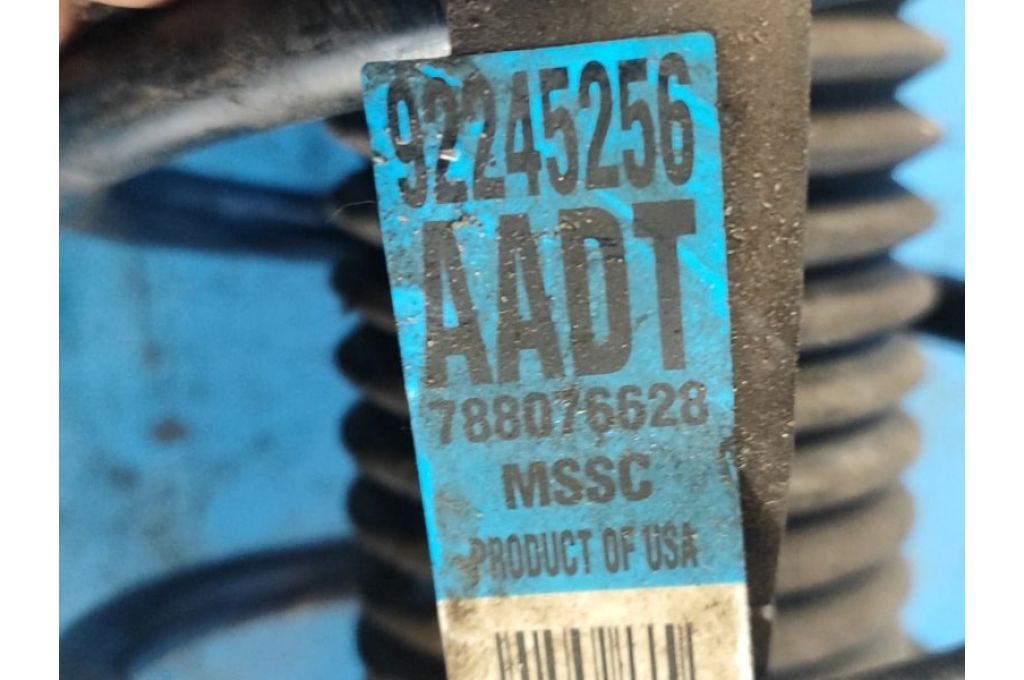 92245256
AADT
788076628
MSSC
PRODUCT OF USA